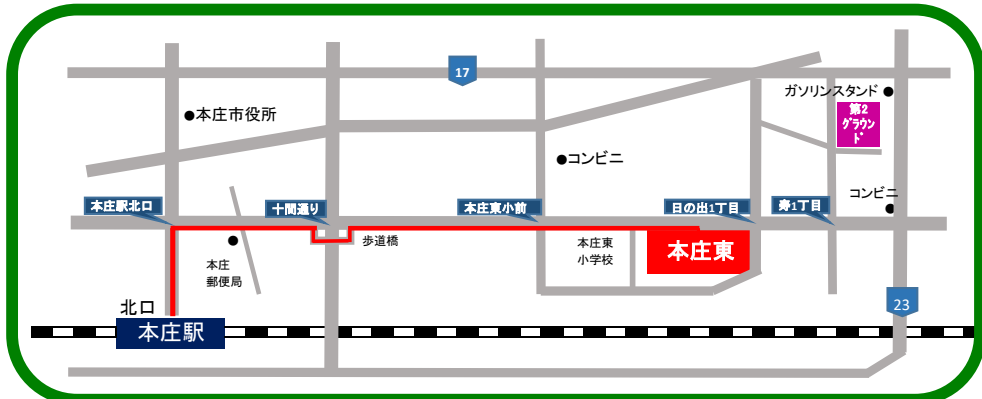 17
ガソリンスタンド
第2
グラウン
ド
本庄市役所
コンビニ
コンビニ
本庄駅北口
十間通り
本庄東小前
日の出1丁目
寿1丁目
歩道橋
本庄東
小学校
本庄東
本庄
郵便局
北口
本庄駅
23